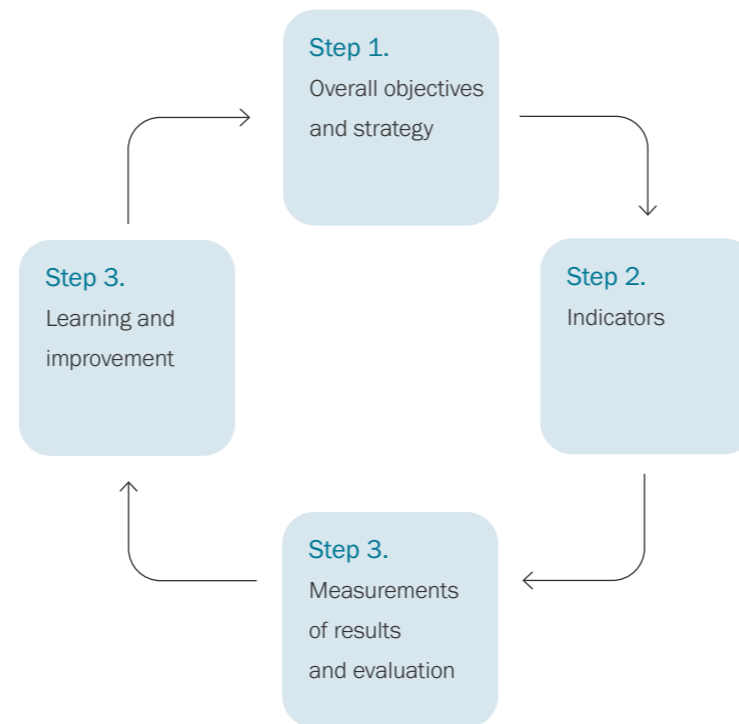 Step 1.
Overall objectives
and strategy
Step 2.
Indicators
Step 3.
Measurements
of results
and evaluation
Step 3.
Learning and
improvement